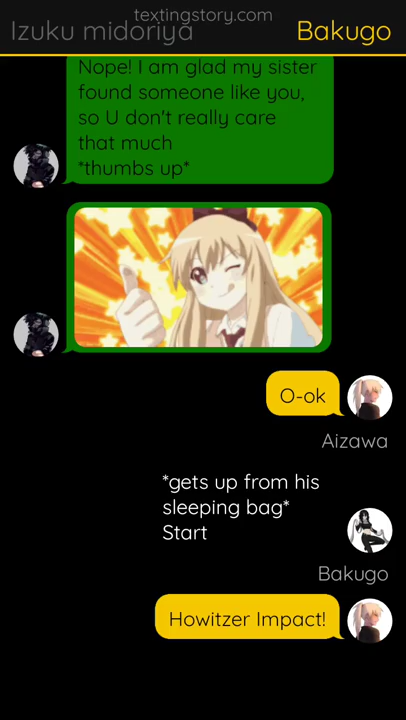 textingstory.com
Izuku midoriya
Bakugo
Nope! I am glad my sister
found someone like you,
so U don't really care
that much
*thumbs up*
O-ok
Aizawa
*gets up from his
sleeping bag*
Start
Bakugo
Howitzer Impact!